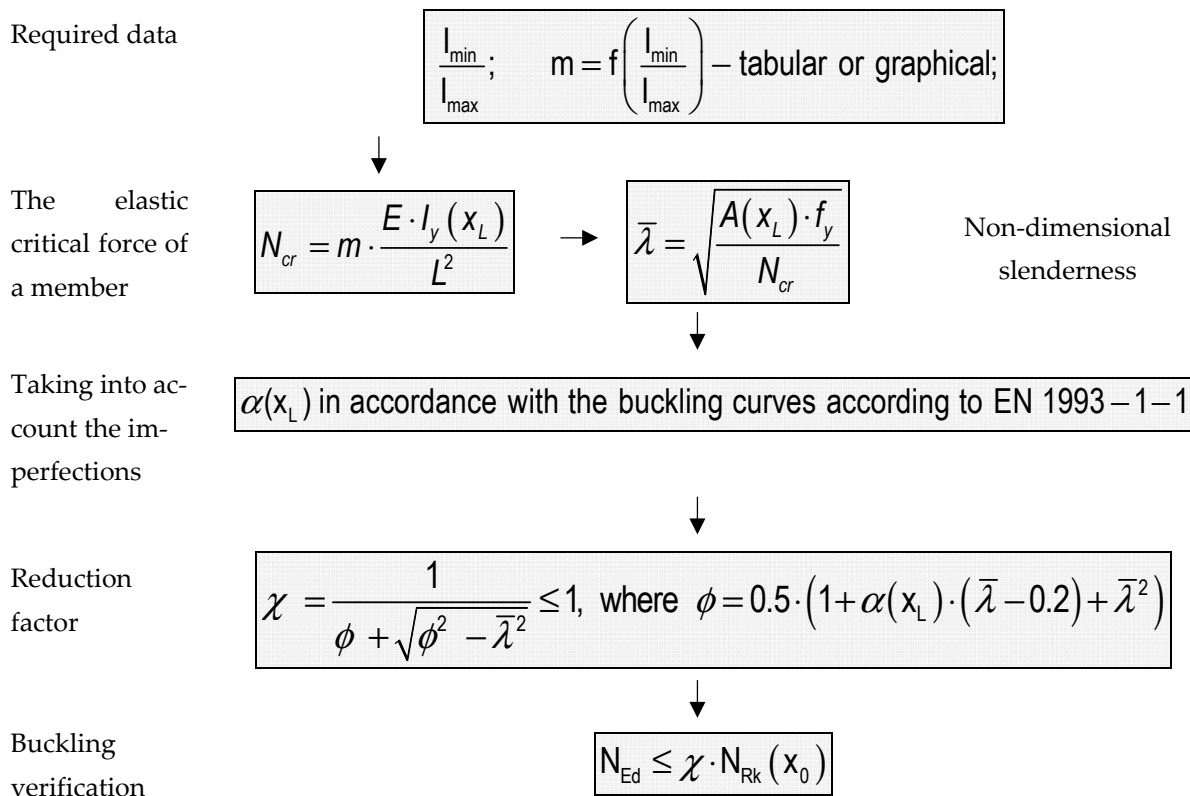 Required data
I_min / I_max ; m = f(I_min / I_max) – tabular or graphical;
The elastic
critical force of
a member
N_cr = m · E · I_y(x_L) / L²
λ̄ = √(A(x_L) · f_y / N_cr)
Non-dimensional
slenderness
Taking into ac-
count the im-
perfections
α(x_L) in accordance with the buckling curves according to EN 1993–1–1
Reduction
factor
χ = 1 / (ϕ + √(ϕ² − λ̄²)) ≤ 1, where ϕ = 0.5 · (1 + α(x_L) · (λ̄ − 0.2) + λ̄²)
Buckling
verification
N_Ed ≤ χ · N_Rk(x_0)